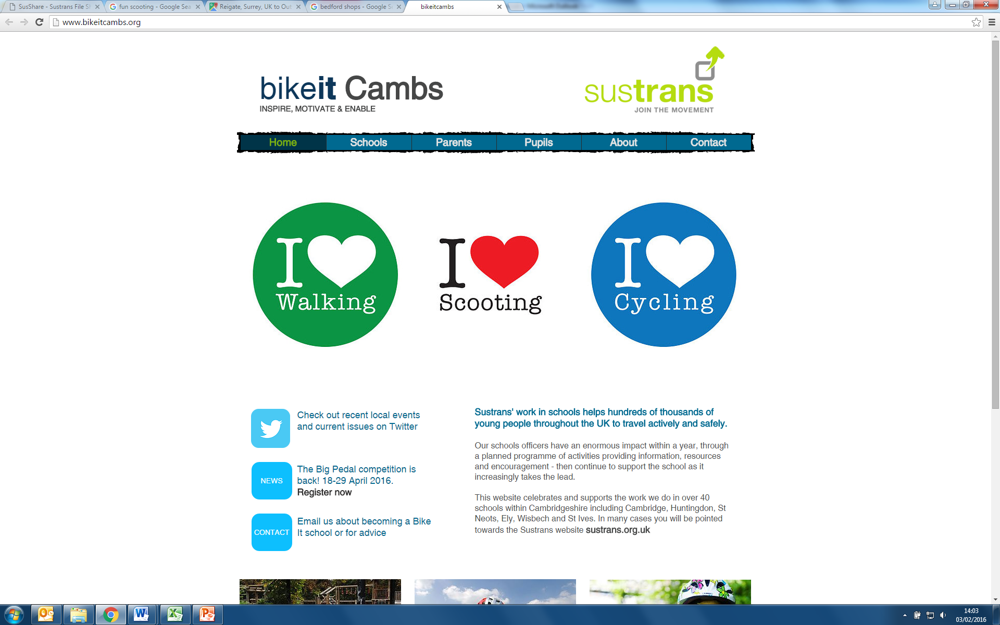 SusShare - Sustrans File S
fun scooting - Google Sea
Reigate, Surrey, UK to Out
bedford shops - Google S
bikeitcambs
Microsoft Outlook
www.bikeitcambs.org
bikeit Cambs
INSPIRE, MOTIVATE & ENABLE
sustrans
JOIN THE MOVEMENT
Home Schools Parents Pupils About Contact
I
Walking
I
Scooting
I
Cycling
Check out recent local events
and current issues on Twitter
NEWS
The Big Pedal competition is
back! 18-29 April 2016.
Register now
CONTACT
Email us about becoming a Bike
It school or for advice
Sustrans' work in schools helps hundreds of thousands of
young people throughout the UK to travel actively and safely.
Our schools officers have an enormous impact within a year, through
a planned programme of activities providing information, resources
and encouragement - then continue to support the school as it
increasingly takes the lead.
This website celebrates and supports the work we do in over 40
schools within Cambridgeshire including Cambridge, Huntingdon, St
Neots, Ely, Wisbech and St Ives. In many cases you will be pointed
towards the Sustrans website sustrans.org.uk
14:03
03/02/2016